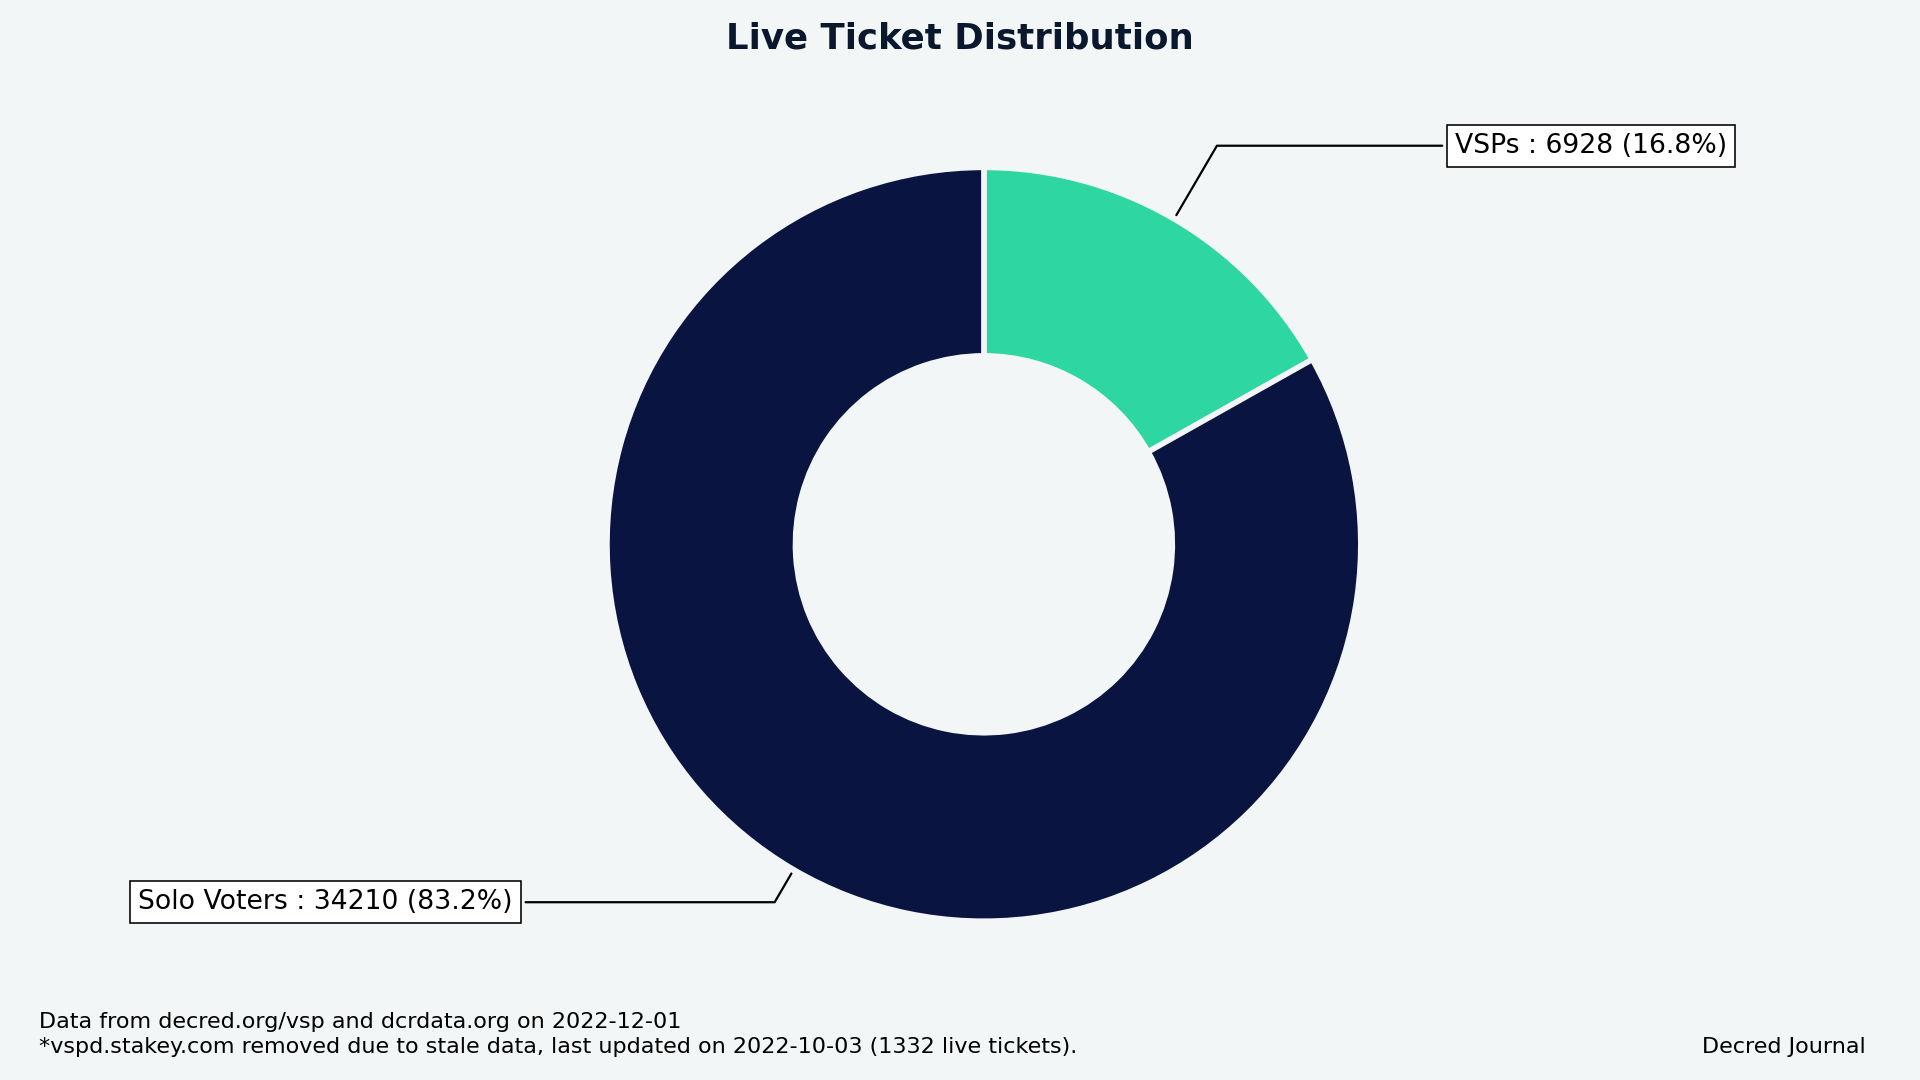 Live Ticket Distribution
VSPs : 6928 (16.8%)
Solo Voters : 34210 (83.2%)
Data from decred.org/vsp and dcrdata.org on 2022-12-01
*vspd.stakey.com removed due to stale data, last updated on 2022-10-03 (1332 live tickets).
Decred Journal